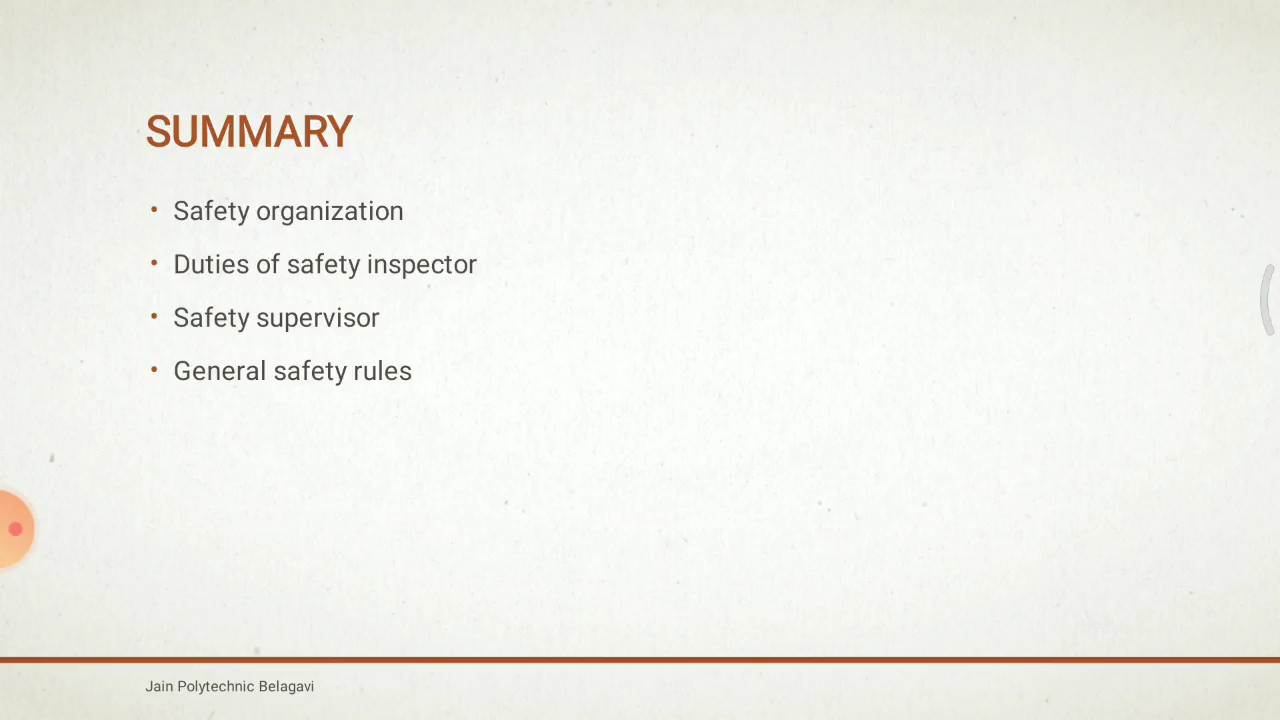 SUMMARY
• Safety organization
• Duties of safety inspector
• Safety supervisor
• General safety rules
Jain Polytechnic Belagavi